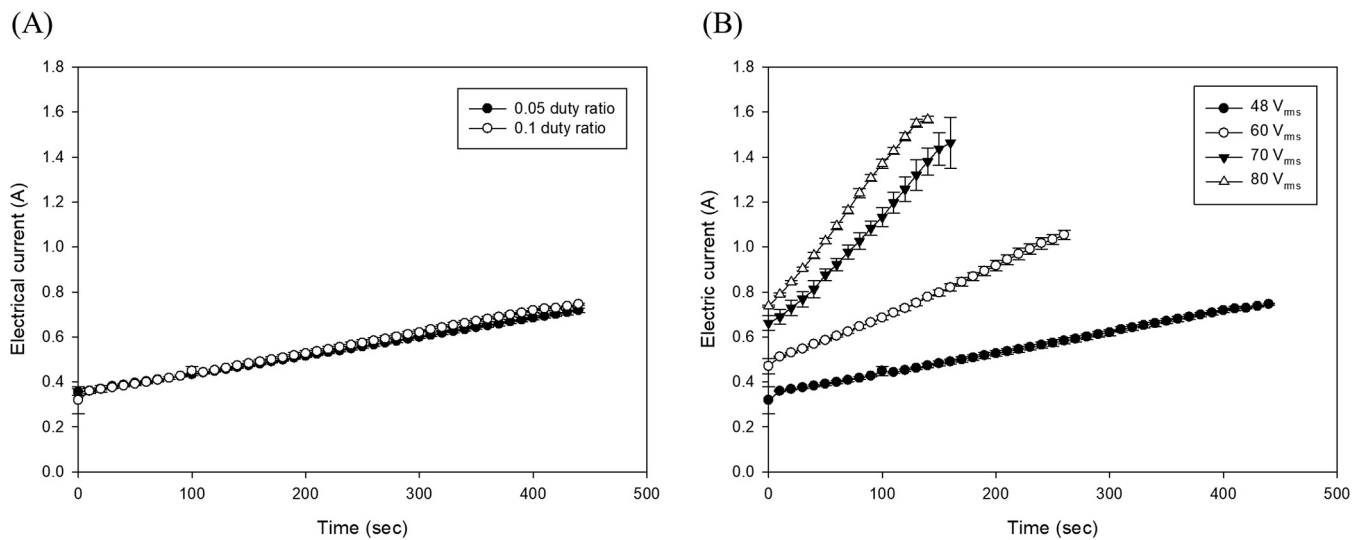 (A)
Electrical current (A)
1.8
1.6
1.4
1.2
1.0
0.8
0.6
0.4
0.2
0.0
0.05 duty ratio
0.1 duty ratio
0 100 200 300 400 500
Time (sec)
(B)
Electric current (A)
1.8
1.6
1.4
1.2
1.0
0.8
0.6
0.4
0.2
0.0
48 Vrms
60 Vrms
70 Vrms
80 Vrms
0 100 200 300 400 500
Time (sec)